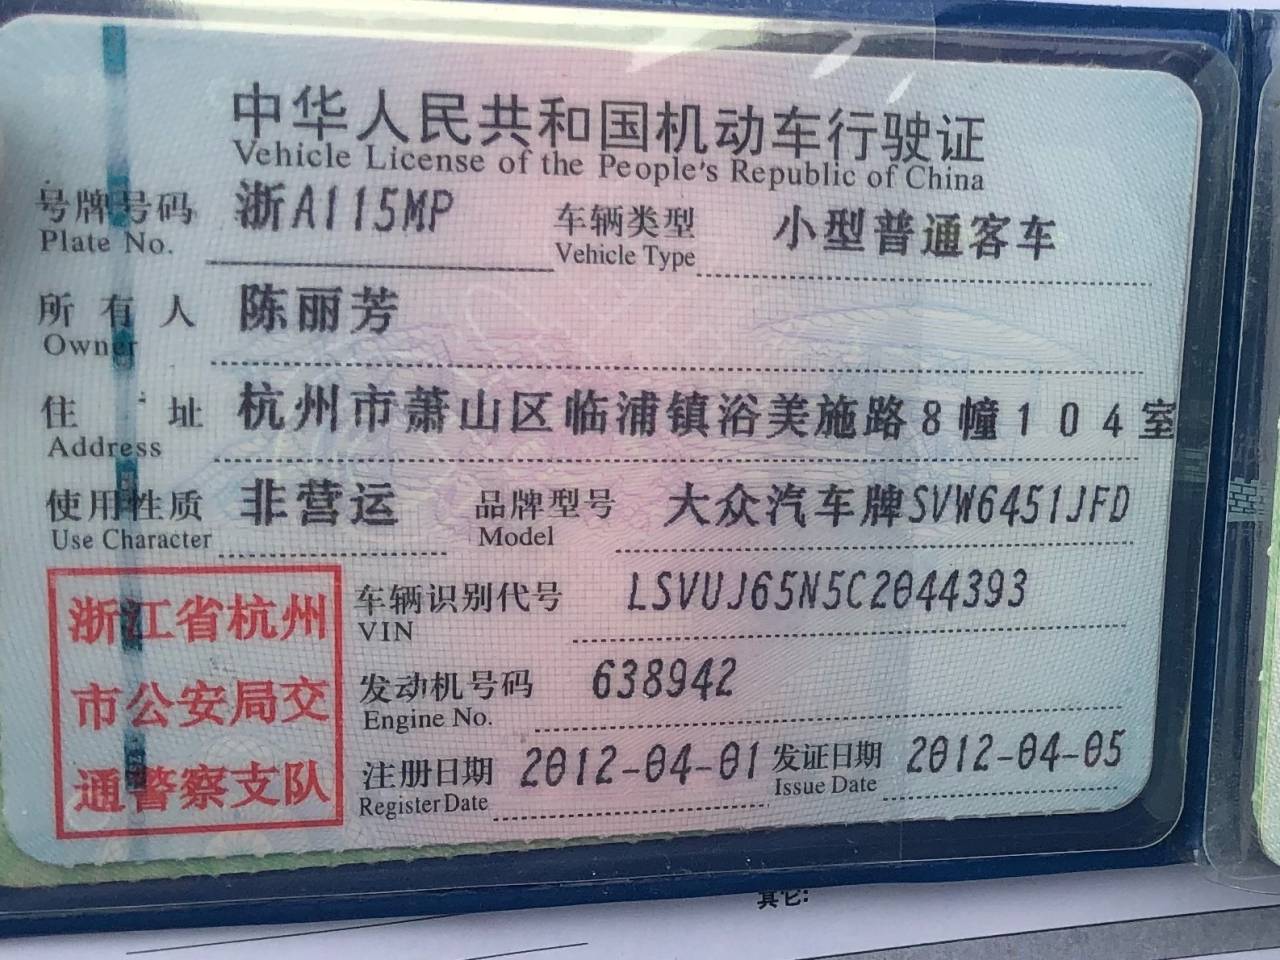 中华人民共和国机动车行驶证
Vehicle License of the People's Republic of China
号牌号码 浙A115MP 车辆类型 小型普通客车
Plate No. Vehicle Type
所有人 陈丽芳
Owner
住址 杭州市萧山区临浦镇浴美施路8幢104室
Address
使用性质 非营运 品牌型号 大众汽车牌SVW6451JFD
Use Character Model
浙江省杭州
市公安局交
通警察支队
车辆识别代号 LSVUJ65N5C2044393
VIN
发动机号码 638942
Engine No.
注册日期 2012-04-01 发证日期 2012-04-05
Register Date Issue Date
其它: